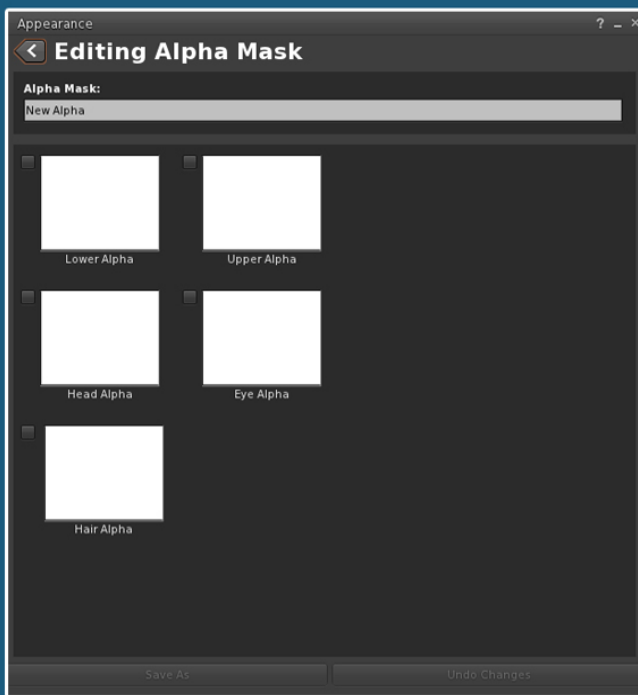 Appearance
? _ ×
Editing Alpha Mask
Alpha Mask:
New Alpha
Lower Alpha
Upper Alpha
Head Alpha
Eye Alpha
Hair Alpha
Save As
Undo Changes